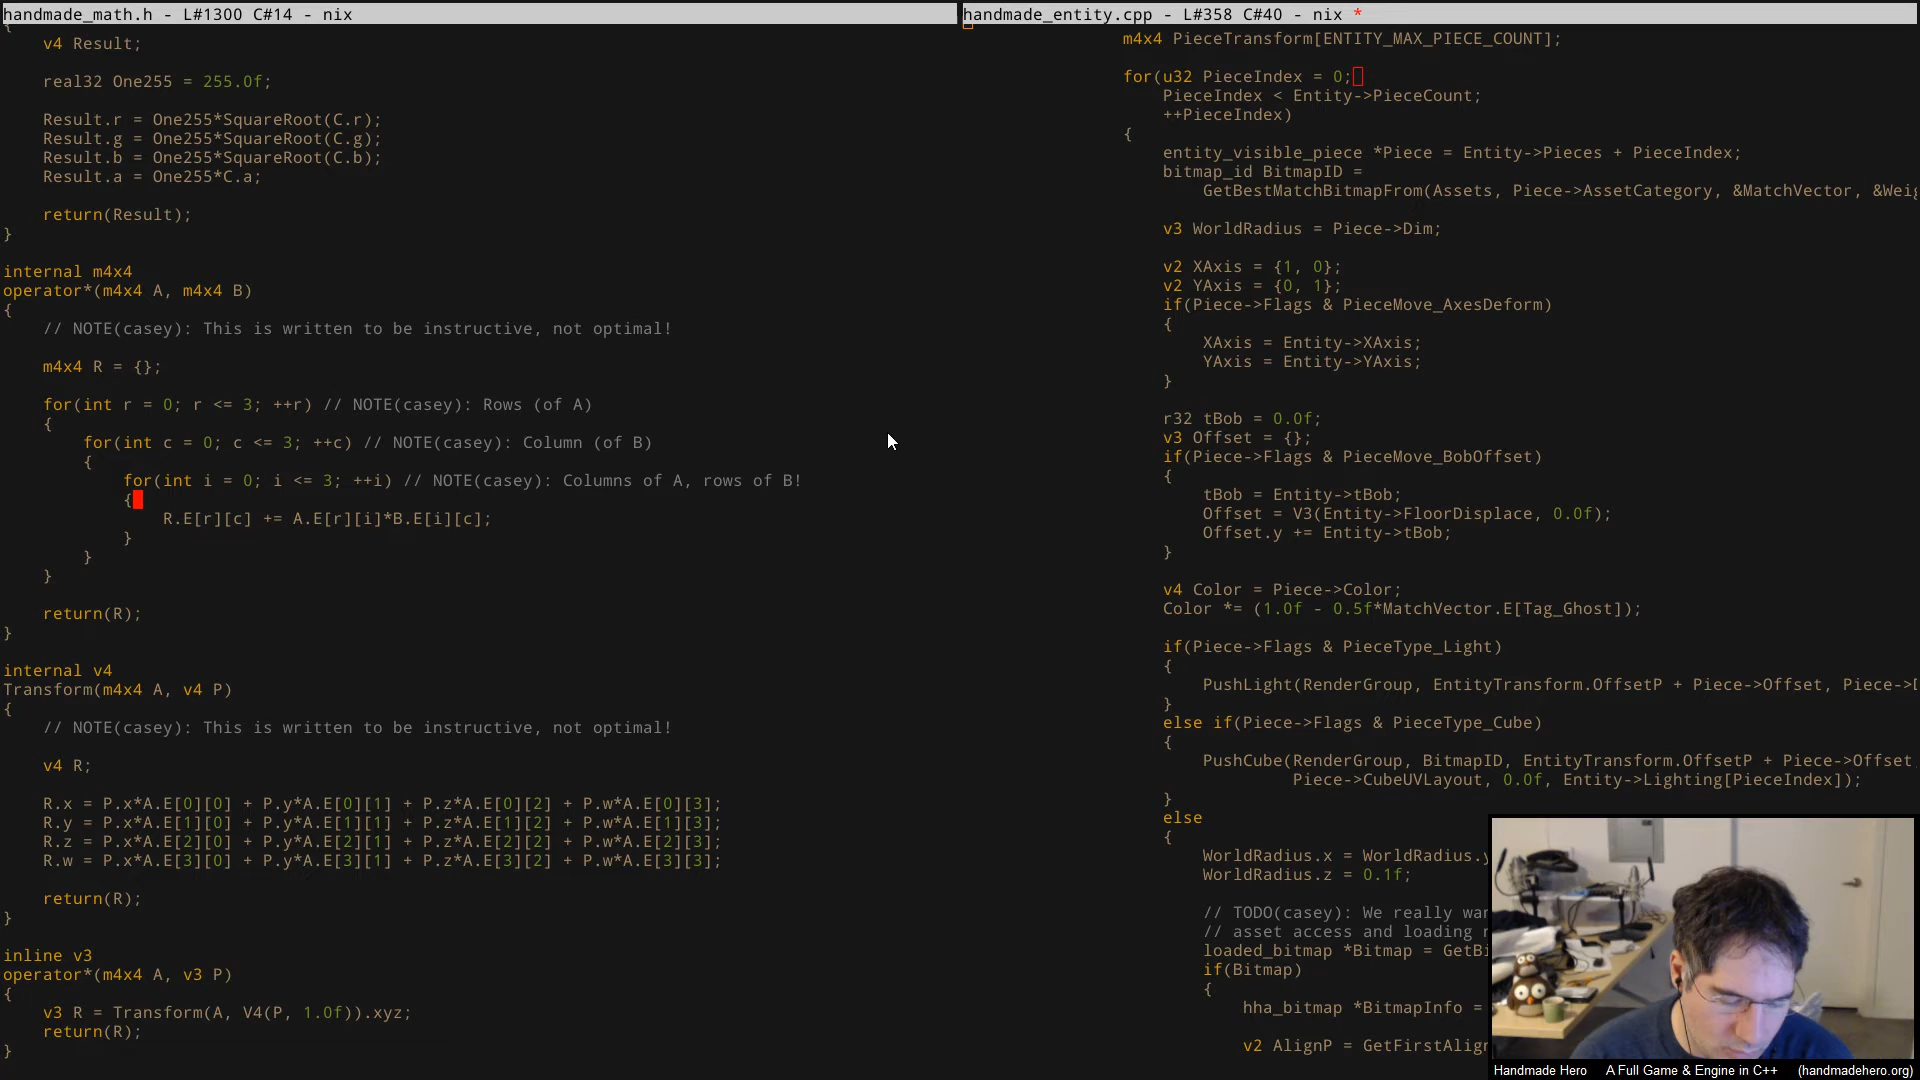 handmade_math.h - L#1300 C#14 - nix
{
    v4 Result;
    real32 One255 = 255.0f;
    Result.r = One255*SquareRoot(C.r);
    Result.g = One255*SquareRoot(C.g);
    Result.b = One255*SquareRoot(C.b);
    Result.a = One255*C.a;
    return(Result);
}
internal m4x4
operator*(m4x4 A, m4x4 B)
{
    // NOTE(casey): This is written to be instructive, not optimal!
    m4x4 R = {};
    for(int r = 0; r <= 3; ++r) // NOTE(casey): Rows (of A)
    {
        for(int c = 0; c <= 3; ++c) // NOTE(casey): Column (of B)
        {
            for(int i = 0; i <= 3; ++i) // NOTE(casey): Columns of A, rows of B!
            {
                R.E[r][c] += A.E[r][i]*B.E[i][c];
            }
        }
    }
    return(R);
}
internal v4
Transform(m4x4 A, v4 P)
{
    // NOTE(casey): This is written to be instructive, not optimal!
    v4 R;
    R.x = P.x*A.E[0][0] + P.y*A.E[0][1] + P.z*A.E[0][2] + P.w*A.E[0][3];
    R.y = P.x*A.E[1][0] + P.y*A.E[1][1] + P.z*A.E[1][2] + P.w*A.E[1][3];
    R.z = P.x*A.E[2][0] + P.y*A.E[2][1] + P.z*A.E[2][2] + P.w*A.E[2][3];
    R.w = P.x*A.E[3][0] + P.y*A.E[3][1] + P.z*A.E[3][2] + P.w*A.E[3][3];
    return(R);
}
inline v3
operator*(m4x4 A, v3 P)
{
    v3 R = Transform(A, V4(P, 1.0f)).xyz;
    return(R);
}
handmade_entity.cpp - L#358 C#40 - nix *
m4x4 PieceTransform[ENTITY_MAX_PIECE_COUNT];
for(u32 PieceIndex = 0;
    PieceIndex < Entity->PieceCount;
    ++PieceIndex)
{
    entity_visible_piece *Piece = Entity->Pieces + PieceIndex;
    bitmap_id BitmapID =
        GetBestMatchBitmapFrom(Assets, Piece->AssetCategory, &MatchVector, &Weig
    v3 WorldRadius = Piece->Dim;
    v2 XAxis = {1, 0};
    v2 YAxis = {0, 1};
    if(Piece->Flags & PieceMove_AxesDeform)
    {
        XAxis = Entity->XAxis;
        YAxis = Entity->YAxis;
    }
    r32 tBob = 0.0f;
    v3 Offset = {};
    if(Piece->Flags & PieceMove_BobOffset)
    {
        tBob = Entity->tBob;
        Offset = V3(Entity->FloorDisplace, 0.0f);
        Offset.y += Entity->tBob;
    }
    v4 Color = Piece->Color;
    Color *= (1.0f - 0.5f*MatchVector.E[Tag_Ghost]);
    if(Piece->Flags & PieceType_Light)
    {
        PushLight(RenderGroup, EntityTransform.OffsetP + Piece->Offset, Piece->
    }
    else if(Piece->Flags & PieceType_Cube)
    {
        PushCube(RenderGroup, BitmapID, EntityTransform.OffsetP + Piece->Offset,
                 Piece->CubeUVLayout, 0.0f, Entity->Lighting[PieceIndex]);
    }
    else
    {
        WorldRadius.x = WorldRadius.y
        WorldRadius.z = 0.1f;
        // TODO(casey): We really
        // asset access and loading
        loaded_bitmap *Bitmap =
        if(Bitmap)
        {
            hha_bitmap *BitmapInfo =
            v2 AlignP =
Handmade Hero    A Full Game & Engine in C++    (handmadehero.org)